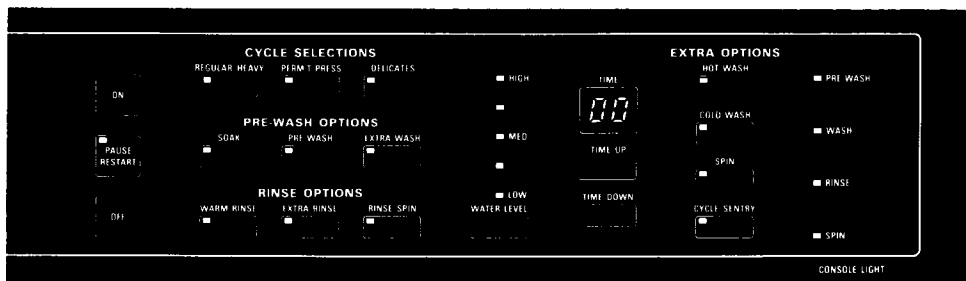 CYCLE SELECTIONS
REGULAR HEAVY PERM'T PRESS DELICATES
ON
PAUSE
RESTART
OFF
PRE-WASH OPTIONS
SOAK PRE WASH EXTRA WASH
RINSE OPTIONS
WARM RINSE EXTRA RINSE RINSE SPIN
HIGH
MED
LOW
WATER LEVEL
TIME
00
TIME UP
TIME DOWN
EXTRA OPTIONS
HOT WASH
COLD WASH
SPIN
CYCLE SENTRY
PRE WASH
WASH
RINSE
SPIN
CONSOLE LIGHT